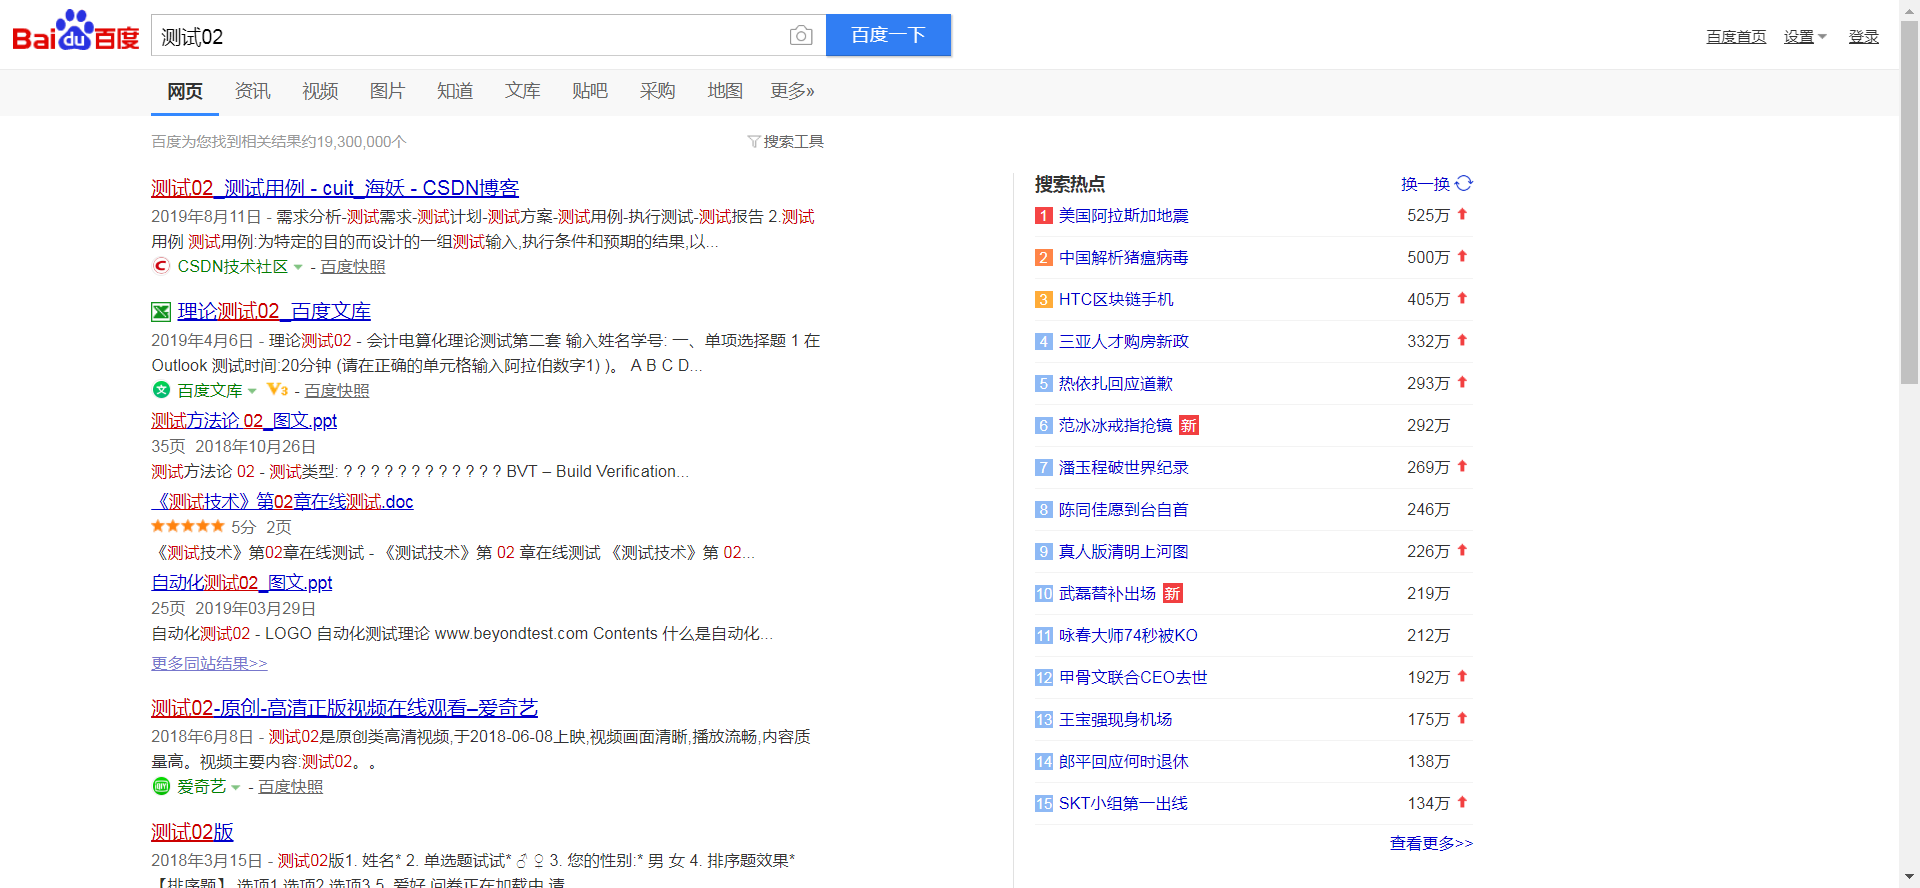 Bai du 百度
测试02
百度一下
百度首页 设置 登录
网页 资讯 视频 图片 知道 文库 贴吧 采购 地图 更多»
百度为您找到相关结果约19,300,000个
搜索工具
测试02_测试用例 - cuit_海妖 - CSDN博客
2019年8月11日 - 需求分析-测试需求-测试计划-测试方案-测试用例-执行测试-测试报告 2.测试
用例 测试用例:为特定的目的而设计的一组测试输入,执行条件和预期的结果,以...
CSDN技术社区 - 百度快照
理论测试02_百度文库
2019年4月6日 - 理论测试02 - 会计电算化理论测试第二套 输入姓名学号: 一、单项选择题 1 在
Outlook 测试时间:20分钟 (请在正确的单元格输入阿拉伯数字1) )。 A B C D...
百度文库 V3 - 百度快照
测试方法论 02_图文.ppt
35页 2018年10月26日
测试方法论 02 - 测试类型: ? ? ? ? ? ? ? ? ? ? ? ? BVT – Build Verification...
《测试技术》第02章在线测试.doc
5分 2页
《测试技术》第02章在线测试 - 《测试技术》第 02 章在线测试 《测试技术》第 02...
自动化测试02_图文.ppt
25页 2019年03月29日
自动化测试02 - LOGO 自动化测试理论 www.beyondtest.com Contents 什么是自动化...
更多同站结果>>
测试02-原创-高清正版视频在线观看–爱奇艺
2018年6月8日 - 测试02是原创类高清视频,于2018-06-08上映,视频画面清晰,播放流畅,内容质
量高。视频主要内容:测试02。。
爱奇艺 - 百度快照
测试02版
2018年3月15日 - 测试02版1. 姓名* 2. 单选题试试* ♂ ♀ 3. 您的性别:* 男 女 4. 排序题效果*
【排序题】 选项1 选项2 选项3 5. 爱好 问卷正在加载中,请
搜索热点 换一换
1 美国阿拉斯加地震 525万
2 中国解析猪瘟病毒 500万
3 HTC区块链手机 405万
4 三亚人才购房新政 332万
5 热依扎回应道歉 293万
6 范冰冰戒指抢镜 新 292万
7 潘玉程破世界纪录 269万
8 陈同佳愿到台自首 246万
9 真人版清明上河图 226万
10 武磊替补出场 新 219万
11 咏春大师74秒被KO 212万
12 甲骨文联合CEO去世 192万
13 王宝强现身机场 175万
14 郎平回应何时退休 138万
15 SKT小组第一出线 134万
查看更多>>